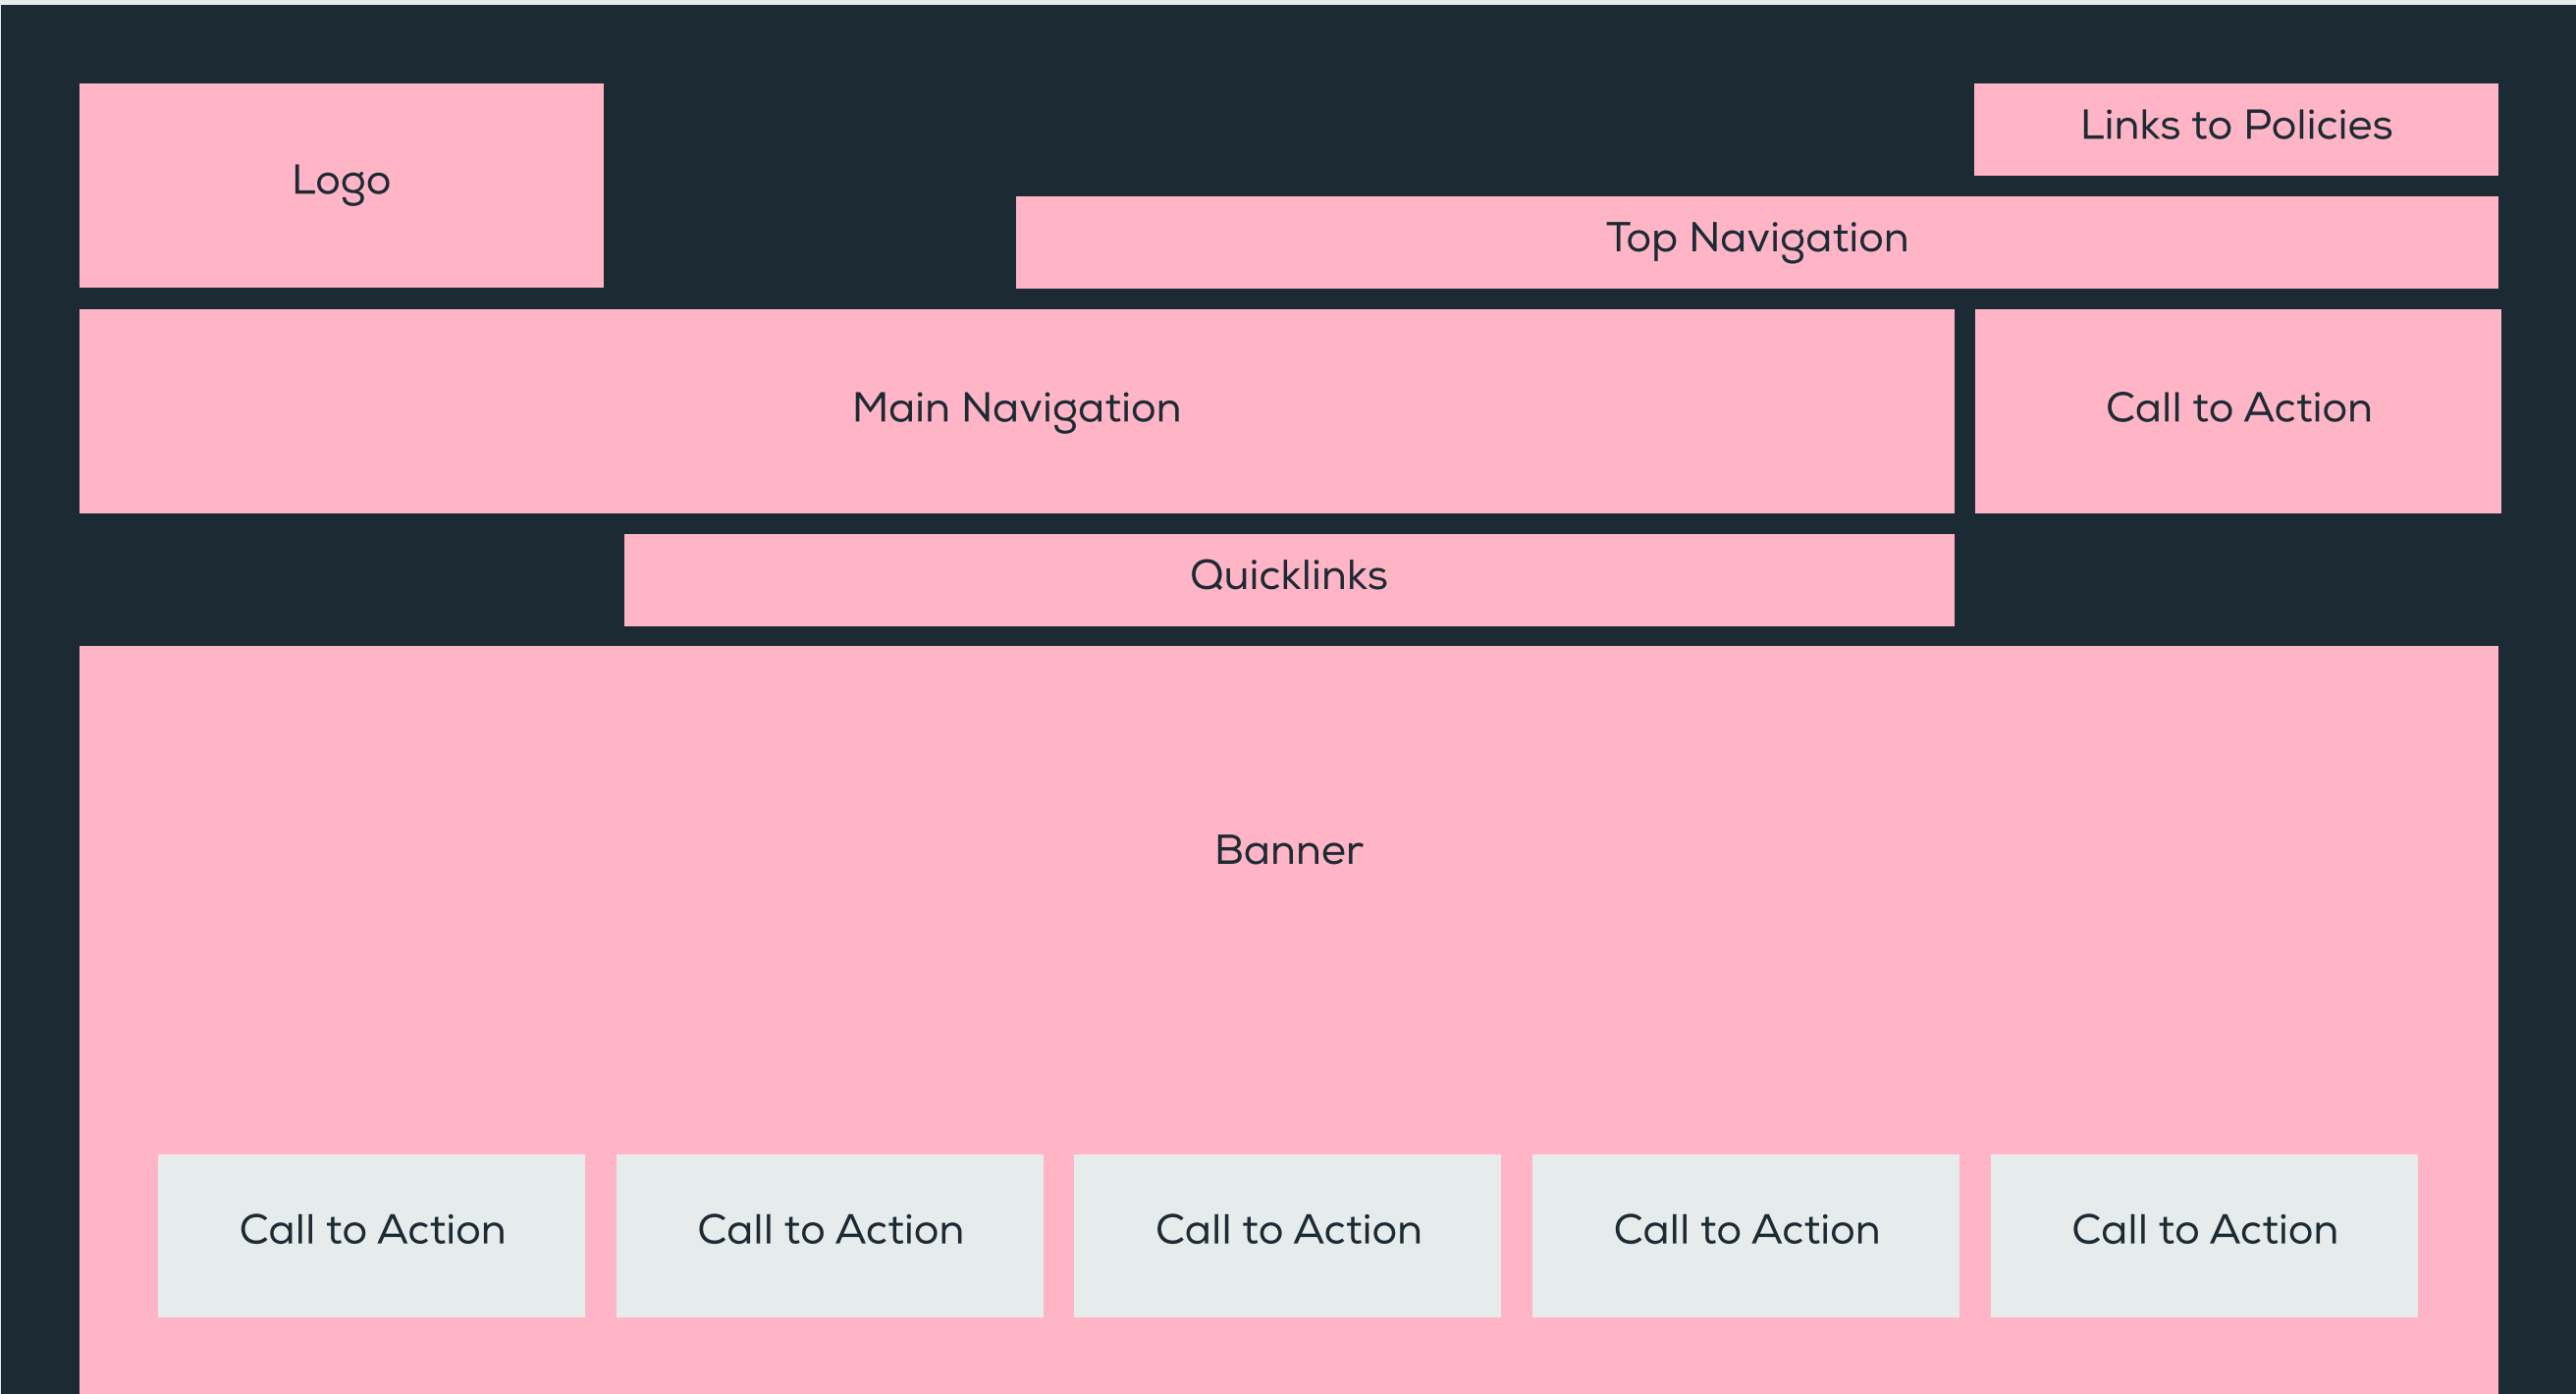 Logo
Links to Policies
Top Navigation
Main Navigation
Call to Action
Quicklinks
Banner
Call to Action
Call to Action
Call to Action
Call to Action
Call to Action